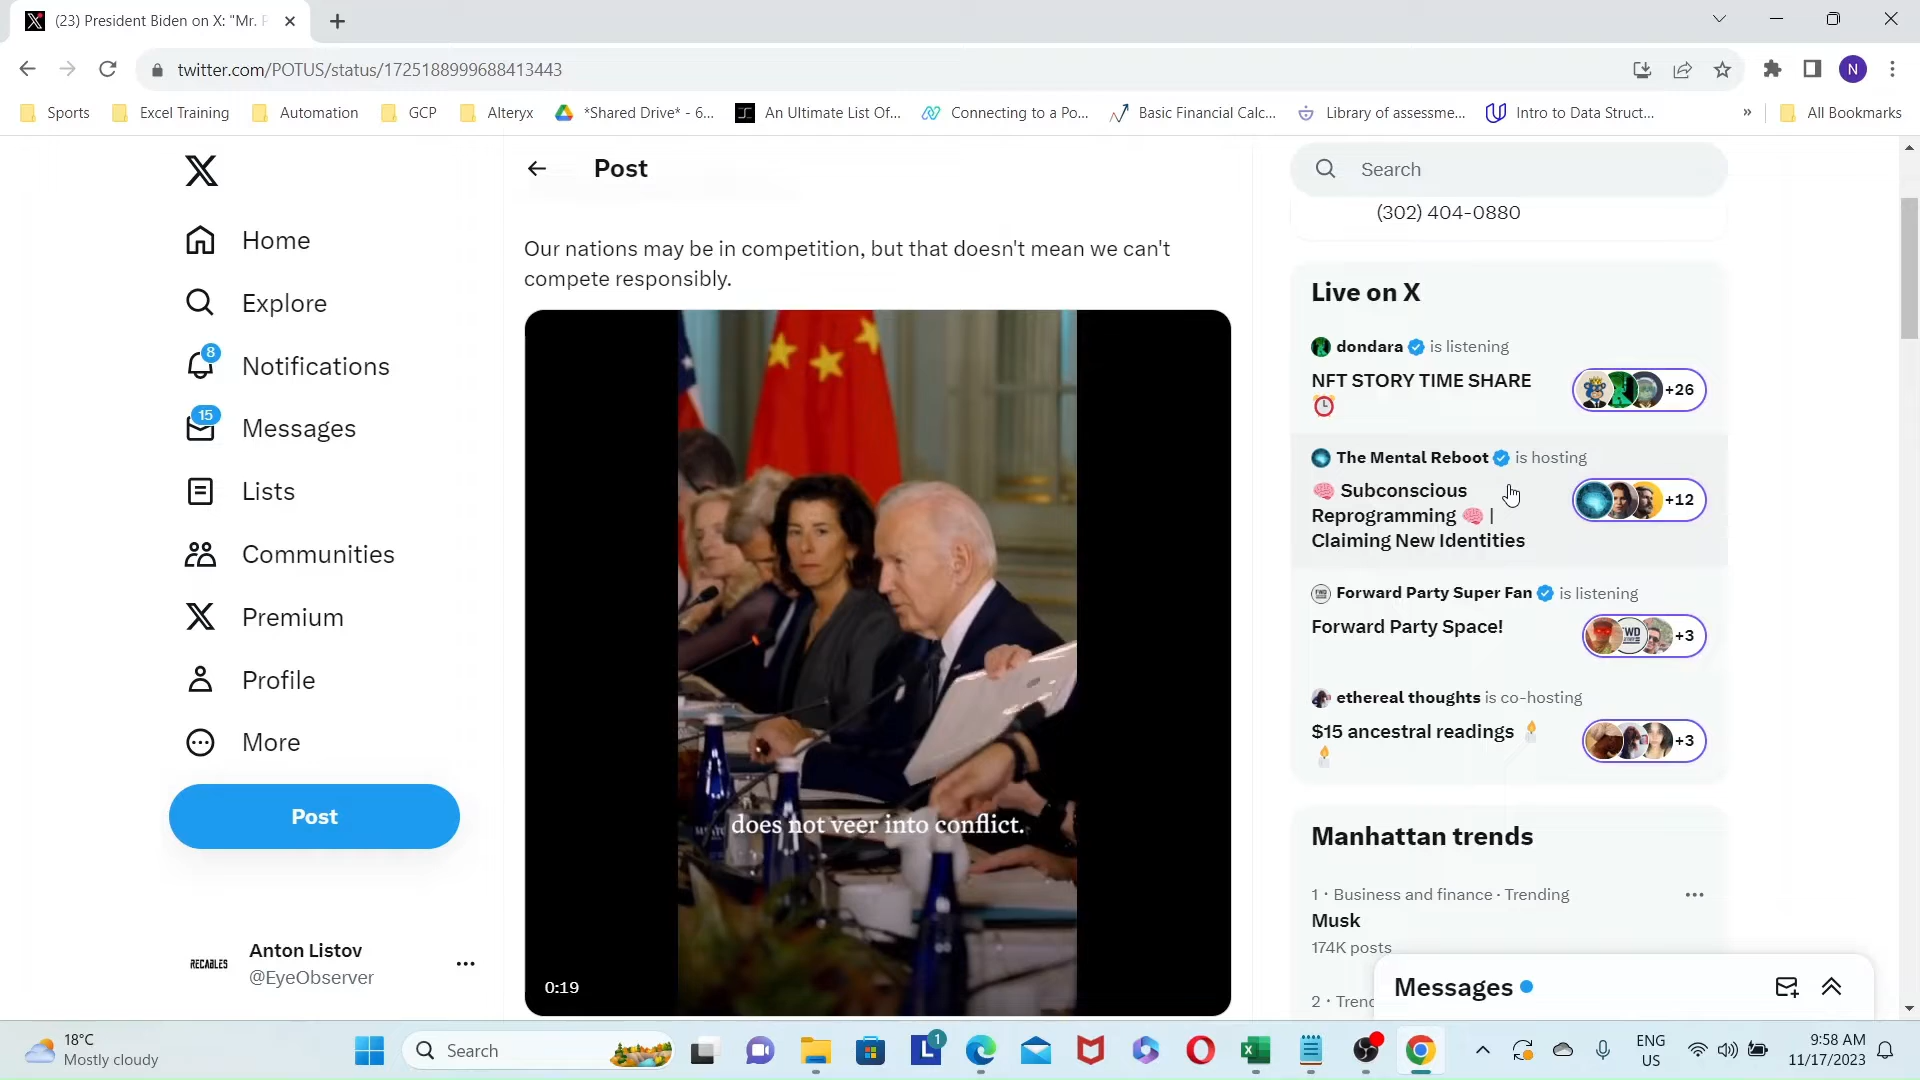 (23) President Biden on X: "Mr. P
twitter.com/POTUS/status/1725188999688413443
Sports
Excel Training
Automation
GCP
Alteryx
*Shared Drive* - 6...
An Ultimate List Of...
Connecting to a Po...
Basic Financial Calc...
Library of assessme...
Intro to Data Struct...
»
All Bookmarks
N
Home
Explore
8
Notifications
15
Messages
Lists
Communities
Premium
Profile
More
Post
RECABLES
Anton Listov
@EyeObserver
Post
Our nations may be in competition, but that doesn't mean we can't
compete responsibly.
does not veer into conflict.
0:19
Search
(302) 404-0880
Live on X
dondara is listening
NFT STORY TIME SHARE
+26
The Mental Reboot is hosting
Subconscious
Reprogramming |
Claiming New Identities
+12
Forward Party Super Fan is listening
Forward Party Space!
+3
ethereal thoughts is co-hosting
$15 ancestral readings
+3
Manhattan trends
1 · Business and finance · Trending
Musk
174K posts
2 · Trend
Messages
18°C
Mostly cloudy
Search
1
ENG
US
9:58 AM
11/17/2023